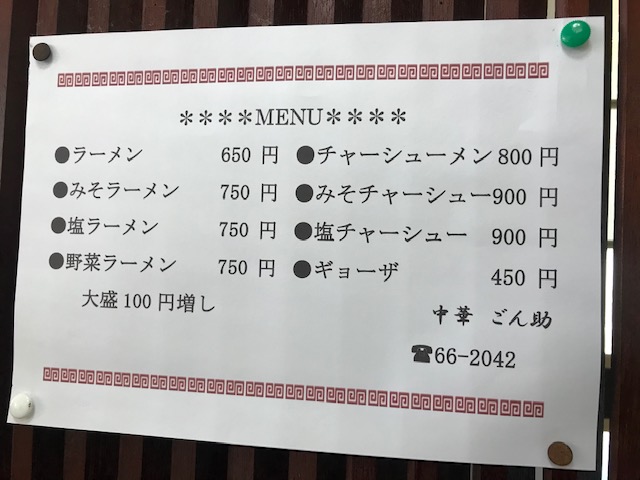 ****MENU****
●ラーメン 650 円 ●チャーシューメン 800 円
●みそラーメン 750 円 ●みそチャーシュー 900 円
●塩ラーメン 750 円 ●塩チャーシュー 900 円
●野菜ラーメン 750 円 ●ギョーザ 450 円
大盛 100 円増し
中華 ごん助
☎66-2042